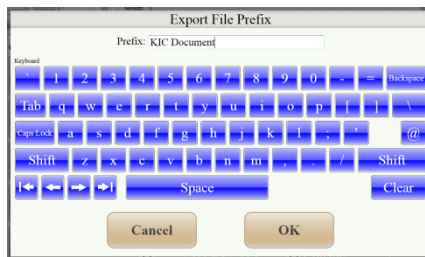 Export File Prefix
Prefix: KIC Document
Keyboard
` 1 2 3 4 5 6 7 8 9 0 - = Backspace
Tab q w e r t y u i o p [ ] \
Caps Lock a s d f g h j k l ; ' @
Shift z x c v b n m , . / Shift
Space Clear
Cancel OK